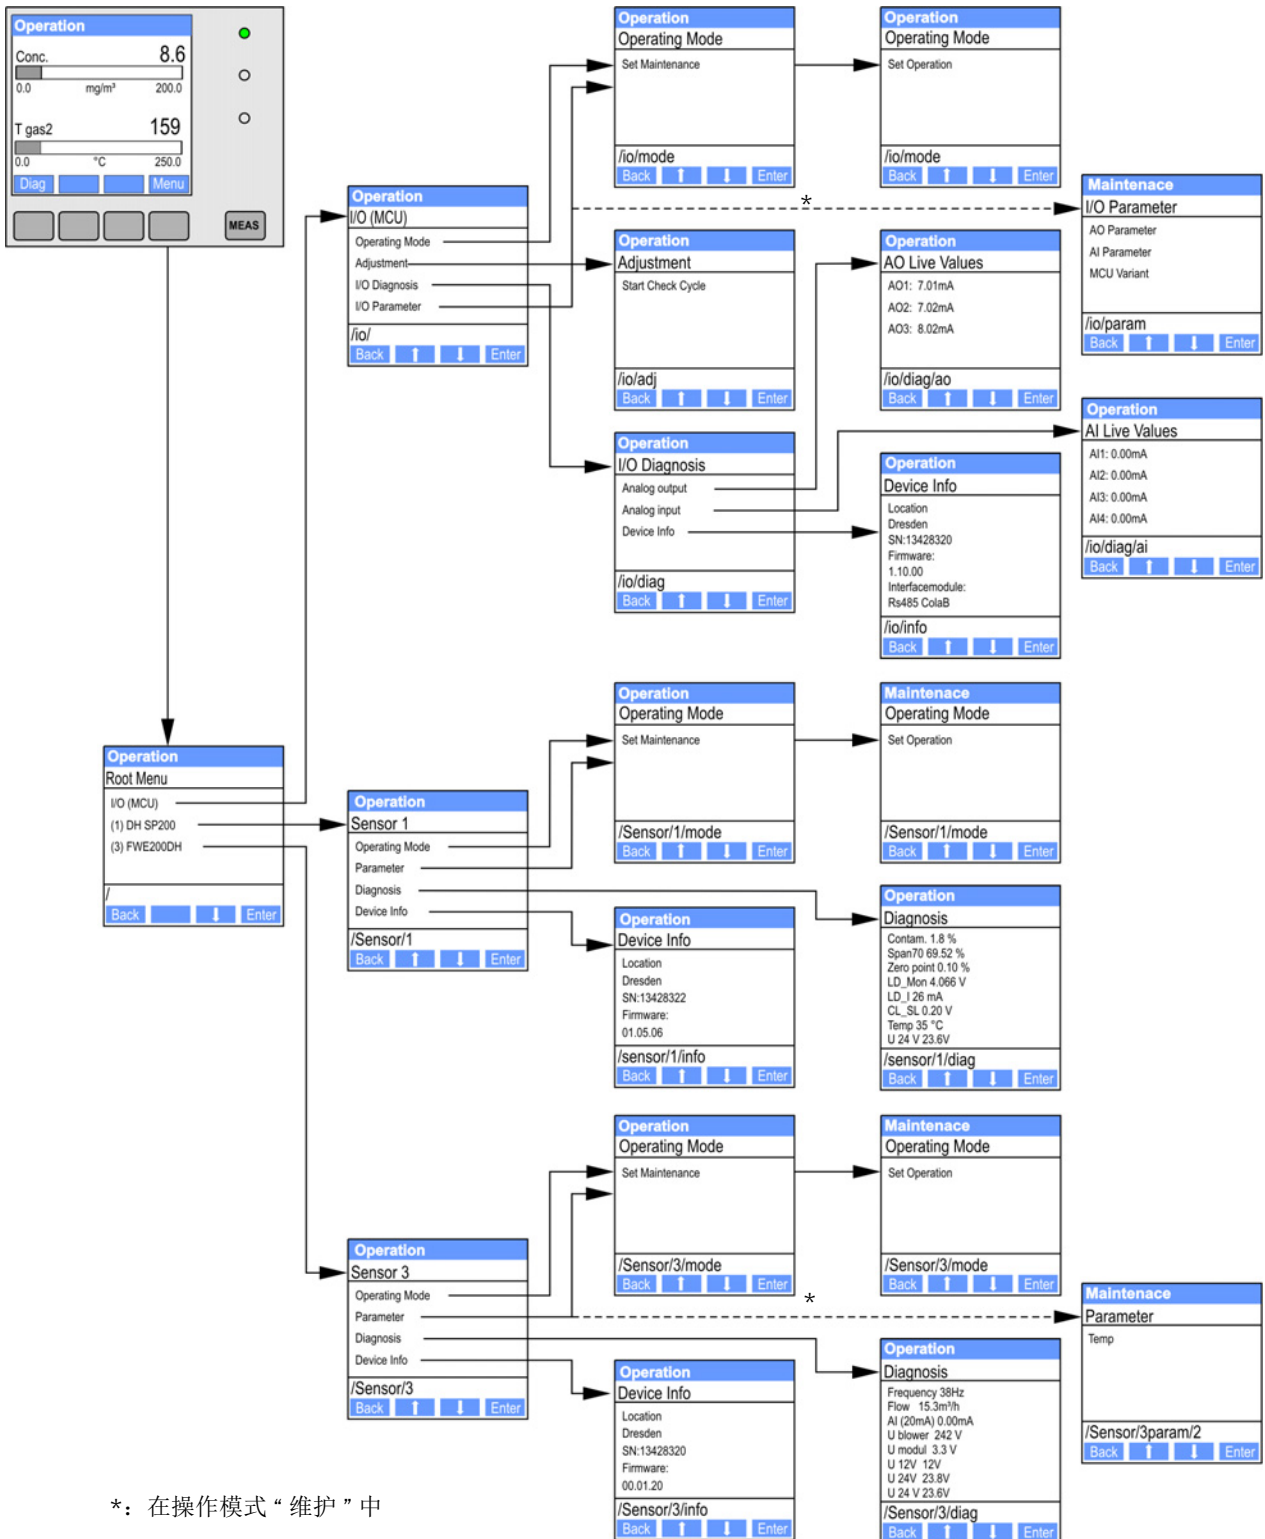 Operation
Conc. 8.6
0.0 mg/m³ 200.0
T gas2 159
0.0 °C 250.0
Diag Menu
MEAS
Operation
Operating Mode
Set Maintenance
/io/mode
Back Enter
Operation
Operating Mode
Set Operation
/io/mode
Back Enter
*
Maintenace
I/O Parameter
AO Parameter
AI Parameter
MCU Variant
/io/param
Back Enter
Operation
I/O (MCU)
Operating Mode
Adjustment
I/O Diagnosis
I/O Parameter
/io/
Back Enter
Operation
Adjustment
Start Check Cycle
/io/adj
Back Enter
Operation
AO Live Values
AO1: 7.01mA
AO2: 7.02mA
AO3: 8.02mA
/io/diag/ao
Back Enter
Operation
AI Live Values
AI1: 0.00mA
AI2: 0.00mA
AI3: 0.00mA
AI4: 0.00mA
/io/diag/ai
Back Enter
Operation
I/O Diagnosis
Analog output
Analog input
Device Info
/io/diag
Back Enter
Operation
Device Info
Location
Dresden
SN:13428320
Firmware:
1.10.00
Interfacemodule:
Rs485 ColaB
/io/info
Back Enter
Operation
Root Menu
I/O (MCU)
(1) DH SP200
(3) FWE200DH
/
Back Enter
Operation
Sensor 1
Operating Mode
Parameter
Diagnosis
Device Info
/Sensor/1
Back Enter
Operation
Operating Mode
Set Maintenance
/Sensor/1/mode
Back Enter
Maintenace
Operating Mode
Set Operation
/Sensor/1/mode
Back Enter
Operation
Device Info
Location
Dresden
SN:13428322
Firmware:
01.05.06
/sensor/1/info
Back Enter
Operation
Diagnosis
Contam. 1.8 %
Span70 69.52 %
Zero point 0.10 %
LD_Mon 4.066 V
LD_I 26 mA
CL_SL 0.20 V
Temp 35 °C
U 24 V 23.6V
/sensor/1/diag
Back Enter
Operation
Sensor 3
Operating Mode
Parameter
Diagnosis
Device Info
/Sensor/3
Back Enter
Operation
Operating Mode
Set Maintenance
/Sensor/3/mode
Back Enter
Maintenace
Operating Mode
Set Operation
/Sensor/3/mode
Back Enter
*
Maintenace
Parameter
Temp
/Sensor/3param/2
Back Enter
Operation
Device Info
Location
Dresden
SN:13428320
Firmware:
00.01.20
/Sensor/3/info
Back Enter
Operation
Diagnosis
Frequency 38Hz
Flow 15.3m³/h
AI (20mA) 0.00mA
U blower 242 V
U modul 3.3 V
U 12V 12V
U 24V 23.8V
U 24 V 23.6V
/Sensor/3/diag
Back Enter
*：在操作模式“维护”中